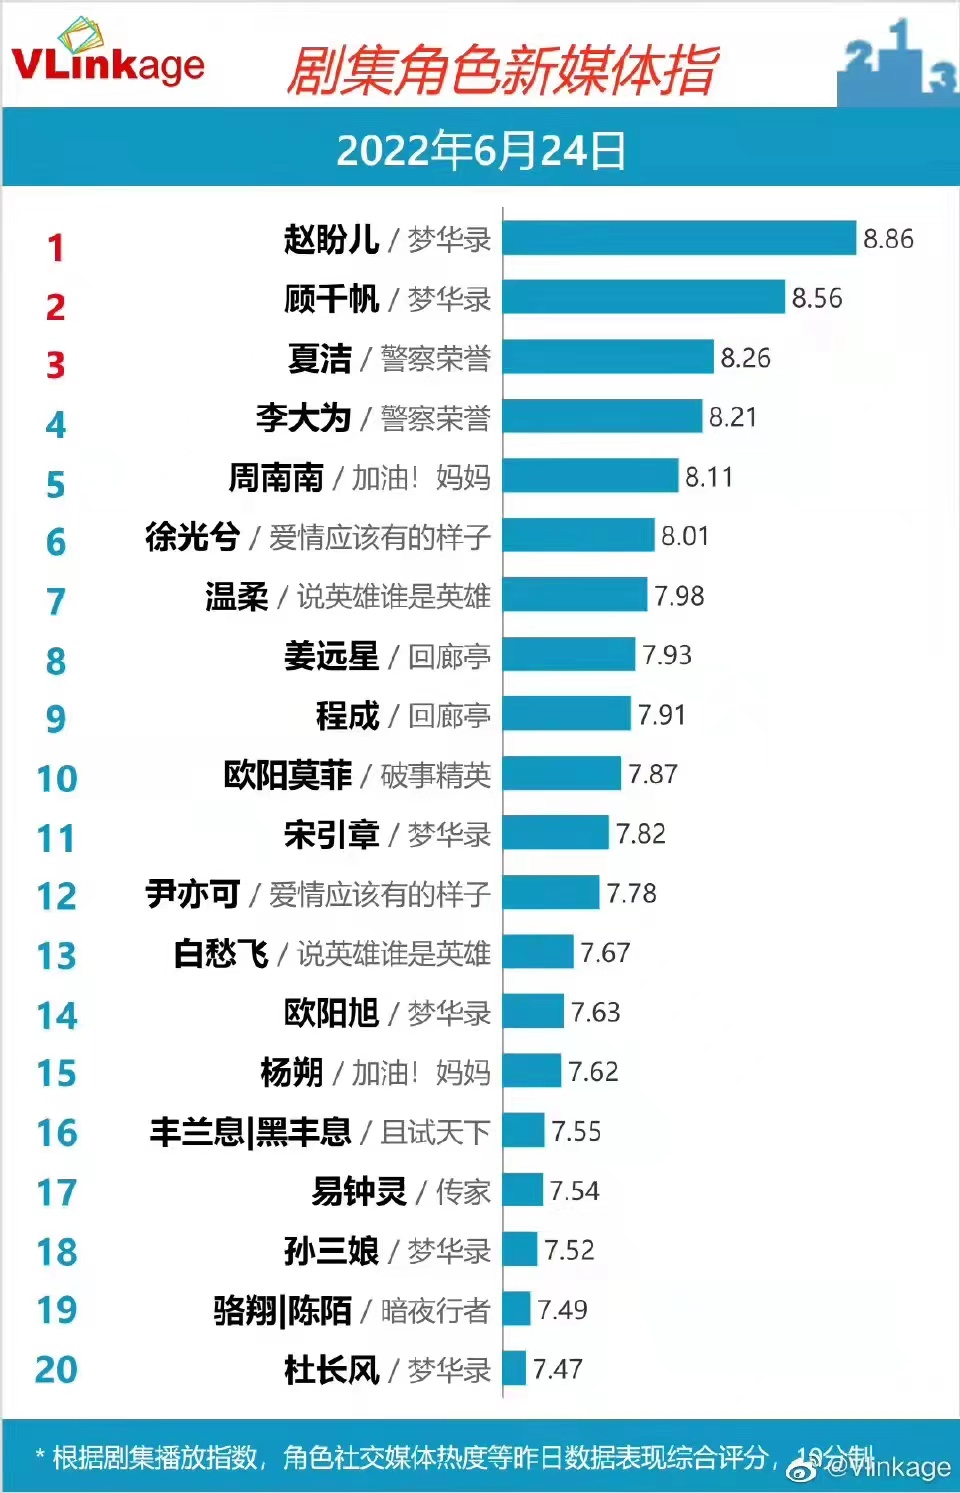 VLinkage
剧集角色新媒体指
1
2
3
2022年6月24日
1 赵盼儿 / 梦华录 8.86
2 顾千帆 / 梦华录 8.56
3 夏洁 / 警察荣誉 8.26
4 李大为 / 警察荣誉 8.21
5 周南南 / 加油！妈妈 8.11
6 徐光兮 / 爱情应该有的样子 8.01
7 温柔 / 说英雄谁是英雄 7.98
8 姜远星 / 回廊亭 7.93
9 程成 / 回廊亭 7.91
10 欧阳莫菲 / 破事精英 7.87
11 宋引章 / 梦华录 7.82
12 尹亦可 / 爱情应该有的样子 7.78
13 白愁飞 / 说英雄谁是英雄 7.67
14 欧阳旭 / 梦华录 7.63
15 杨朔 / 加油！妈妈 7.62
16 丰兰息|黑丰息 / 且试天下 7.55
17 易钟灵 / 传家 7.54
18 孙三娘 / 梦华录 7.52
19 骆翔|陈陌 / 暗夜行者 7.49
20 杜长风 / 梦华录 7.47
* 根据剧集播放指数，角色社交媒体热度等昨日数据表现综合评分，10分制
@Vlinkage